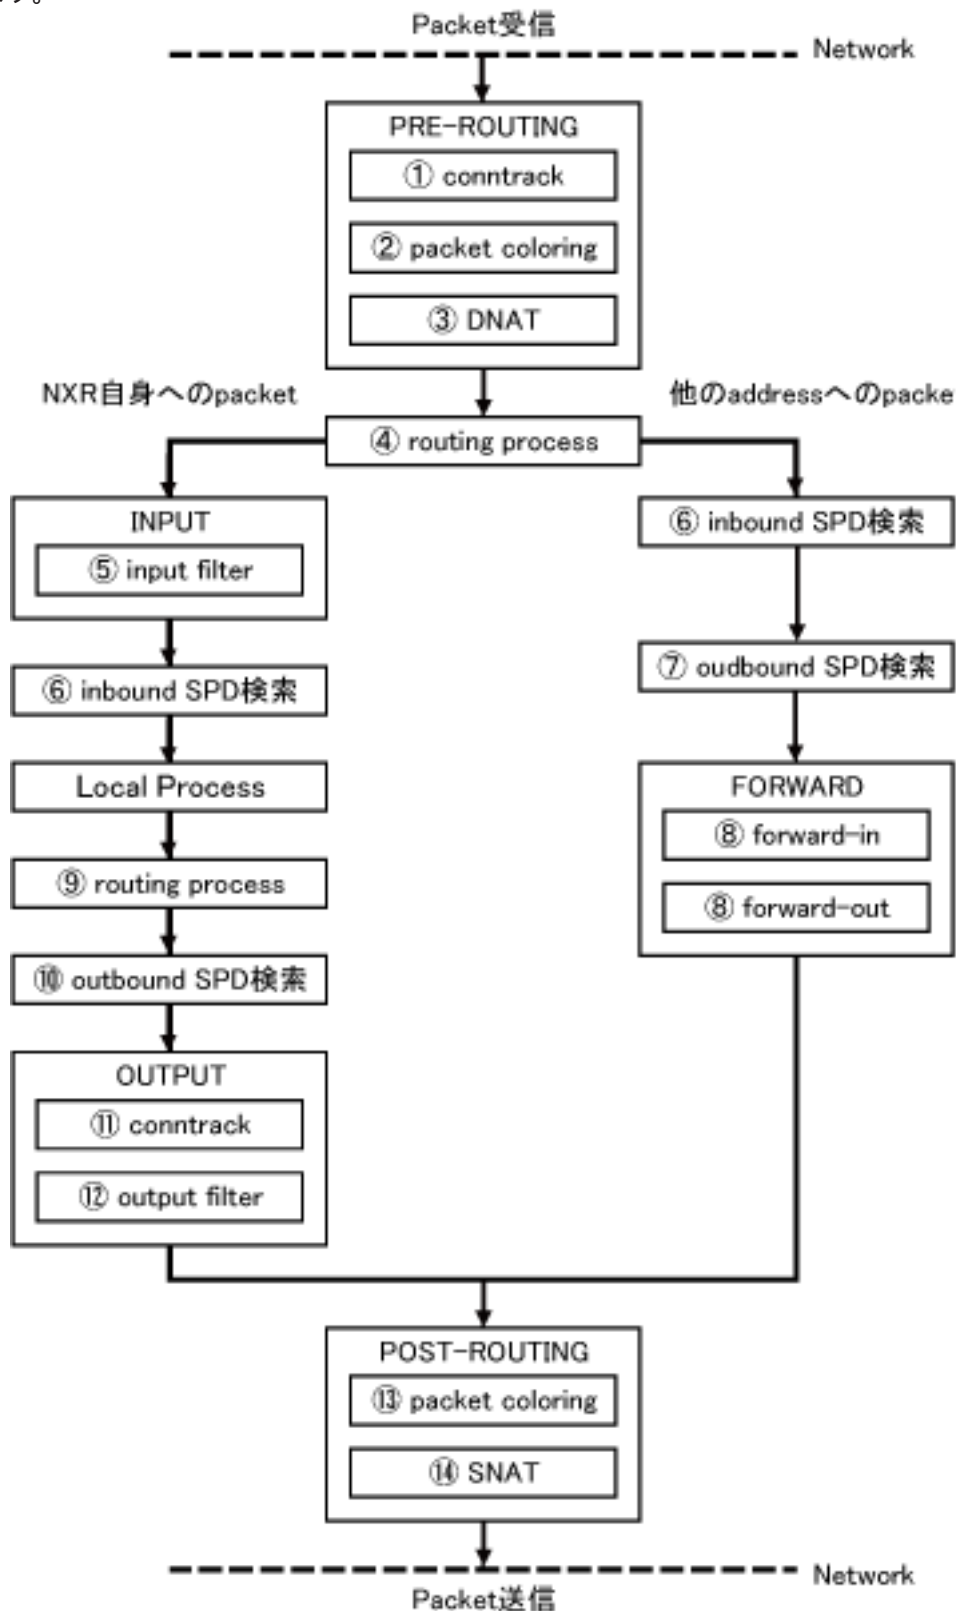 す。
Packet受信
Network
PRE-ROUTING
① conntrack
② packet coloring
③ DNAT
NXR自身へのpacket
他のaddressへのpacke
④ routing process
INPUT
⑤ input filter
⑥ inbound SPD検索
⑥ inbound SPD検索
⑦ oudbound SPD検索
Local Process
FORWARD
⑧ forward-in
⑧ forward-out
⑨ routing process
⑩ outbound SPD検索
OUTPUT
⑪ conntrack
⑫ output filter
POST-ROUTING
⑬ packet coloring
⑭ SNAT
Network
Packet送信